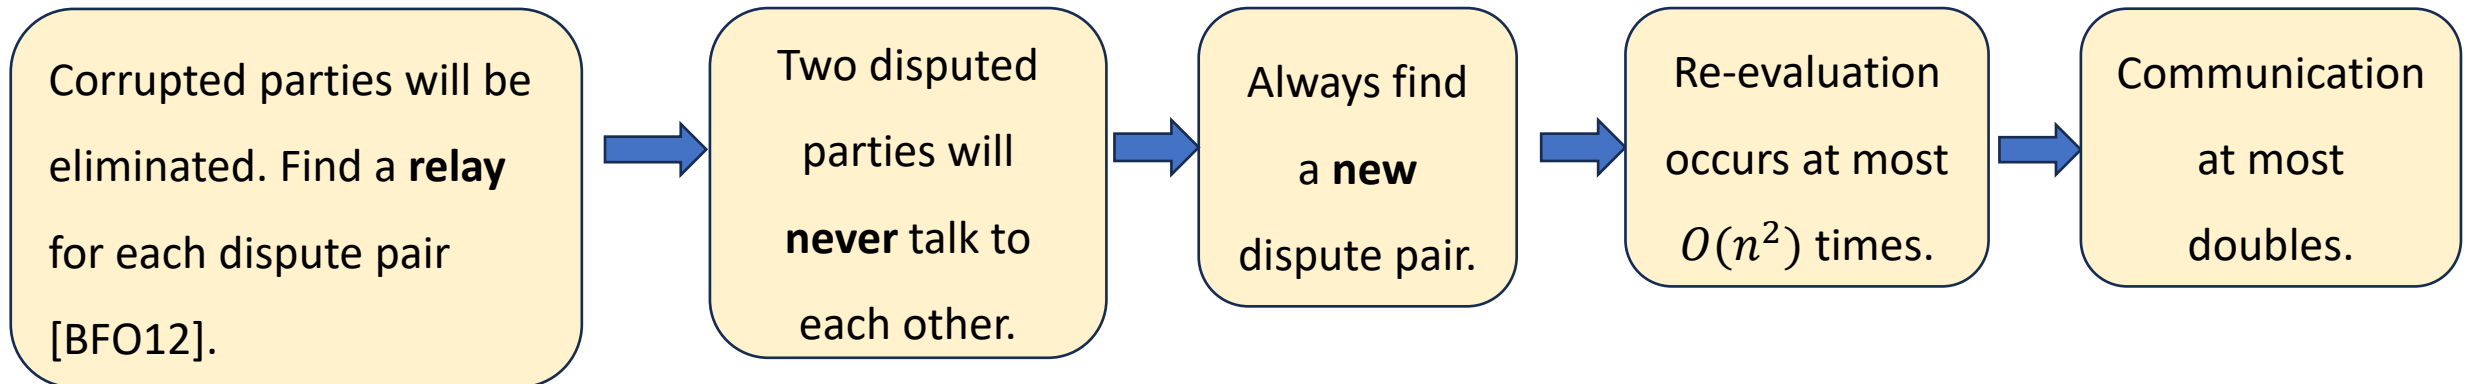 Corrupted parties will be
eliminated. Find a relay
for each dispute pair
[BFO12].
Two disputed
parties will
never talk to
each other.
Always find
a new
dispute pair.
Re-evaluation
occurs at most
𝑂(𝑛²) times.
Communication
at most
doubles.